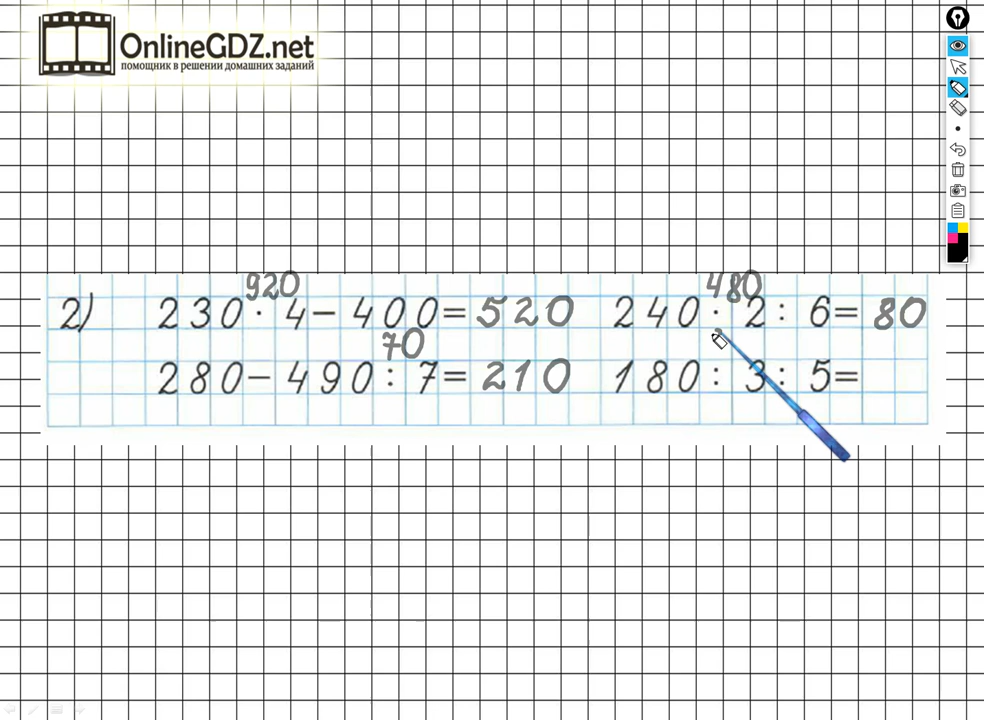 OnlineGDZ.net
помощник в решении домашних заданий
920 480
2) 230 · 4 − 400 = 520 240 · 2 : 6 = 80
70
280 − 490 : 7 = 210 180 : 3 : 5 =